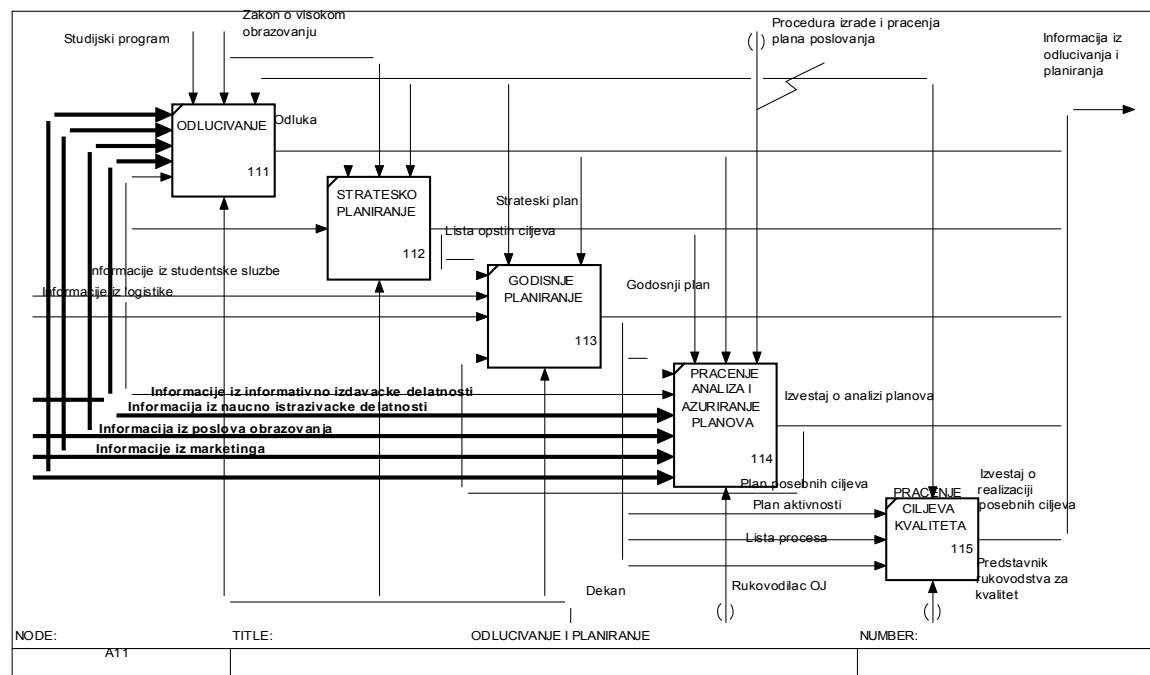 Zakon o visokom
obrazovanju
Studijski program
Procedura izrade i pracenja
plana poslovanja
( )
Informacija iz
odlucivanja i
planiranja
ODLUCIVANJE
111
Odluka
STRATESKO
PLANIRANJE
112
Strateski plan
Lista opstih ciljeva
Informacije iz studentske sluzbe
Informacije iz logistike
GODISNJE
PLANIRANJE
113
Godosnji plan
PRACENJE
ANALIZA I
AZURIRANJE
PLANOVA
114
Izvestaj o analizi planova
Informacije iz informativno izdavacke delatnosti
Informacija iz naucno istrazivacke delatnosti
Informacija iz poslova obrazovanja
Informacije iz marketinga
Plan posebnih ciljeva
Plan aktivnosti
Lista procesa
PRACENJE
CILJEVA
KVALITETA
115
Izvestaj o
realizaciji
posebnih ciljeva
Predstavnik
rukovodstva za
kvalitet
Dekan
Rukovodilac OJ
( )
( )
NODE:
A11
TITLE:
ODLUCIVANJE I PLANIRANJE
NUMBER: